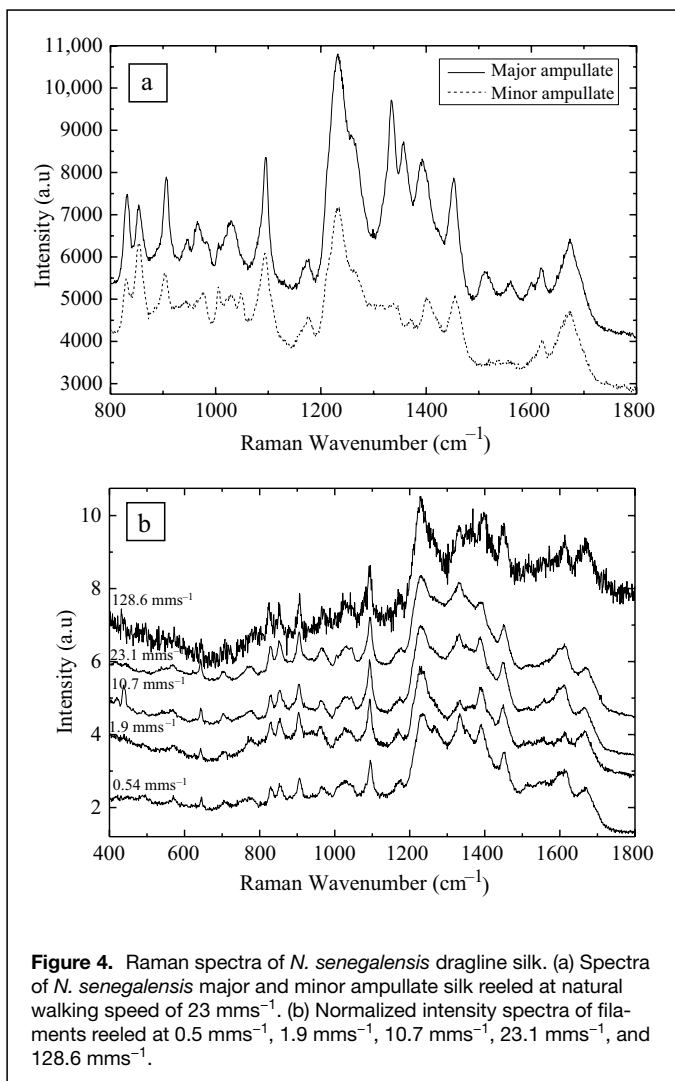 11,000
10,000
9000
8000
7000
6000
5000
4000
3000
Intensity (a.u)
a
Major ampullate
Minor ampullate
800 1000 1200 1400 1600 1800
Raman Wavenumber (cm⁻¹)
b
10
8
6
4
2
Intensity (a.u)
128.6 mms⁻¹
23.1 mms⁻¹
10.7 mms⁻¹
1.9 mms⁻¹
0.54 mms⁻¹
400 600 800 1000 1200 1400 1600 1800
Raman Wavenumber (cm⁻¹)
Figure 4. Raman spectra of N. senegalensis dragline silk. (a) Spectra
of N. senegalensis major and minor ampullate silk reeled at natural
walking speed of 23 mms⁻¹. (b) Normalized intensity spectra of fila-
ments reeled at 0.5 mms⁻¹, 1.9 mms⁻¹, 10.7 mms⁻¹, 23.1 mms⁻¹, and
128.6 mms⁻¹.